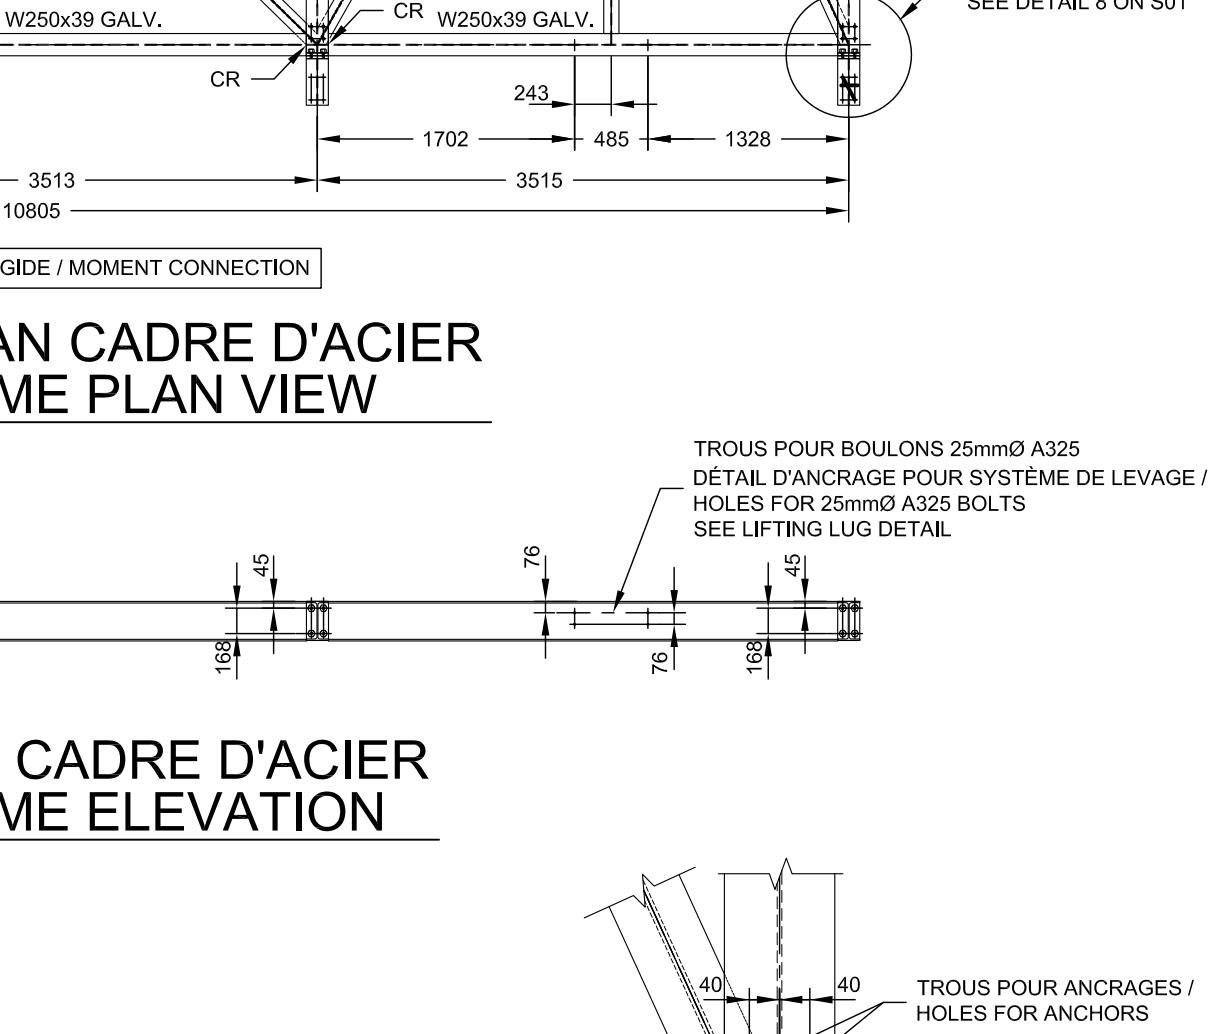 SEE DETAIL 8 ON S01
W250x39 GALV.
CR
W250x39 GALV.
CR
243
1702
485
1328
3513
3515
10805
GIDE / MOMENT CONNECTION
AN CADRE D'ACIER
ME PLAN VIEW
TROUS POUR BOULONS 25mmØ A325
DÉTAIL D'ANCRAGE POUR SYSTÈME DE LEVAGE /
HOLES FOR 25mmØ A325 BOLTS
SEE LIFTING LUG DETAIL
45
76
45
168
76
168
CADRE D'ACIER
ME ELEVATION
40
40
TROUS POUR ANCRAGES /
HOLES FOR ANCHORS